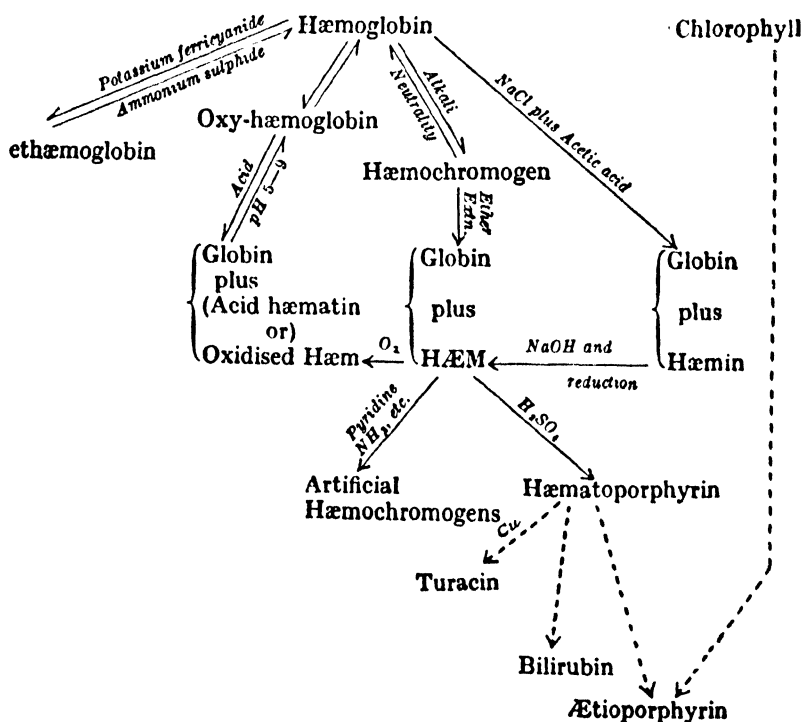 Hæmoglobin
Chlorophyll
Potassium ferricyanide
Ammonium sulphide
Alkali
Neutrality
NaCl plus Acetic acid
Oxy-hæmoglobin
ethæmoglobin
Acid
pH 5—9
Hæmochromogen
Ether
Extn.
Globin
plus
(Acid hæmatin
or)
Oxidised Hæm
Globin
plus
HÆM
Globin
plus
Hæmin
O₂
NaOH and
reduction
Pyridine
NH₃, etc.
H₂SO₄
Artificial
Hæmochromogens
Hæmatoporphyrin
Cu
Turacin
Bilirubin
Ætioporphyrin